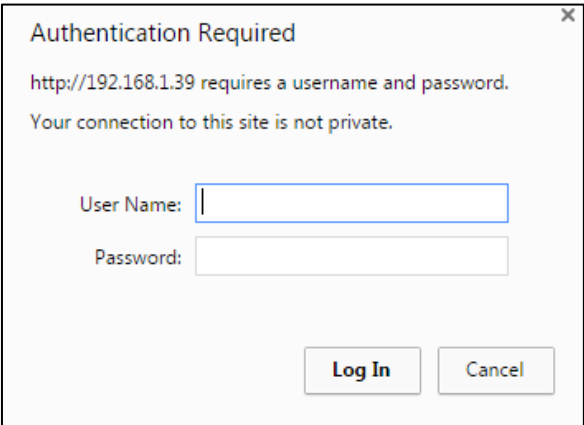 Authentication Required
http://192.168.1.39 requires a username and password.
Your connection to this site is not private.
User Name:
Password:
Log In Cancel